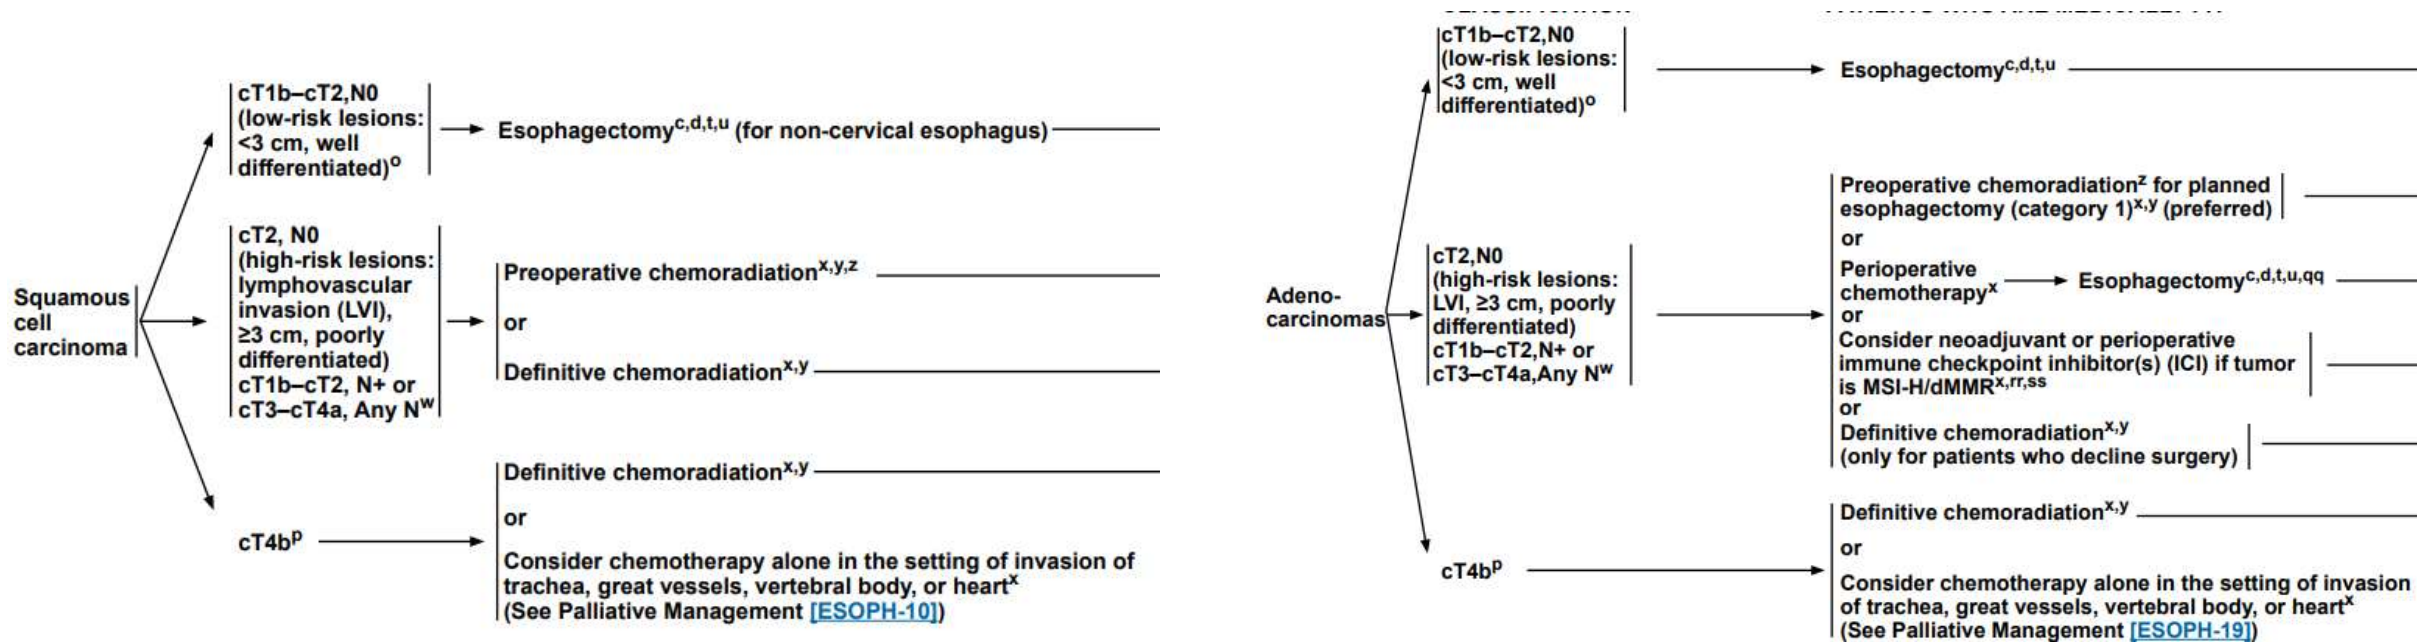 Squamous
cell
carcinoma
cT1b–cT2,N0
(low-risk lesions:
<3 cm, well
differentiated)o
Esophagectomyc,d,t,u (for non-cervical esophagus)
cT2, N0
(high-risk lesions:
lymphovascular
invasion (LVI),
≥3 cm, poorly
differentiated)
cT1b–cT2, N+ or
cT3–cT4a, Any Nw
Preoperative chemoradiationx,y,z
or
Definitive chemoradiationx,y
cT4bp
Definitive chemoradiationx,y
or
Consider chemotherapy alone in the setting of invasion of
trachea, great vessels, vertebral body, or heartx
(See Palliative Management [ESOPH-10])
Adeno-
carcinomas
cT1b–cT2,N0
(low-risk lesions:
<3 cm, well
differentiated)o
Esophagectomyc,d,t,u
cT2,N0
(high-risk lesions:
LVI, ≥3 cm, poorly
differentiated)
cT1b–cT2,N+ or
cT3–cT4a,Any Nw
Preoperative chemoradiationz for planned
esophagectomy (category 1)x,y (preferred)
or
Perioperative
chemotherapyx
Esophagectomyc,d,t,u,qq
or
Consider neoadjuvant or perioperative
immune checkpoint inhibitor(s) (ICI) if tumor
is MSI-H/dMMRx,rr,ss
or
Definitive chemoradiationx,y
(only for patients who decline surgery)
cT4bp
Definitive chemoradiationx,y
or
Consider chemotherapy alone in the setting of invasion
of trachea, great vessels, vertebral body, or heartx
(See Palliative Management [ESOPH-19])